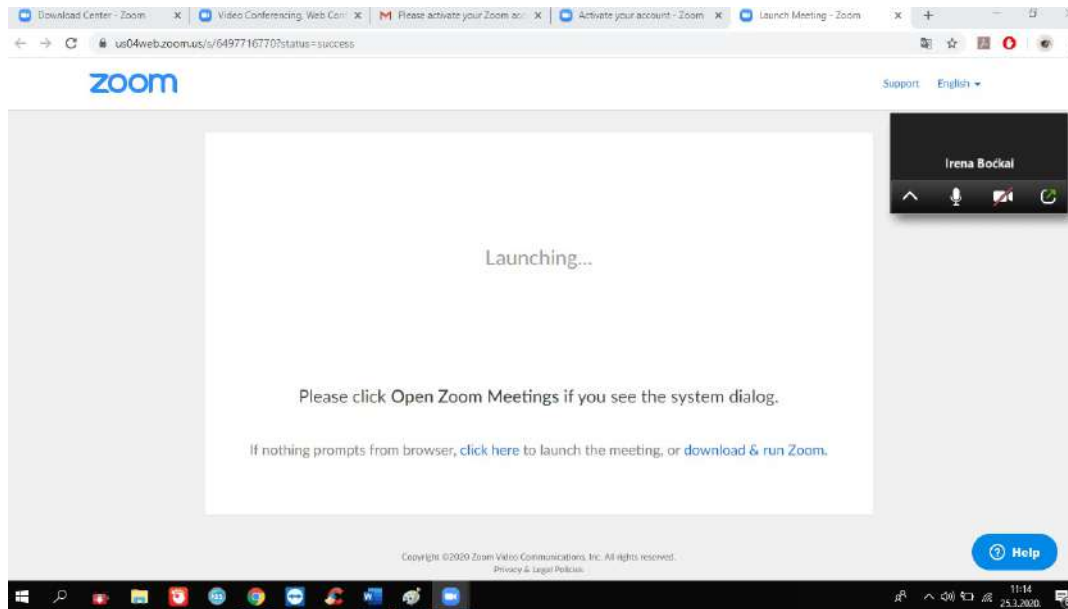 Download Center - Zoom
Video Conferencing, Web Con
Please activate your Zoom acc
Activate your account - Zoom
Launch Meeting - Zoom
us04web.zoom.us/s/6497716770?status=success
zoom
Support English
Irena Boćkai
Launching...
Please click Open Zoom Meetings if you see the system dialog.
If nothing prompts from browser, click here to launch the meeting, or download & run Zoom.
Copyright ©2020 Zoom Video Communications, Inc. All rights reserved.
Privacy & Legal Policies
Help
11:14
25.3.2020.